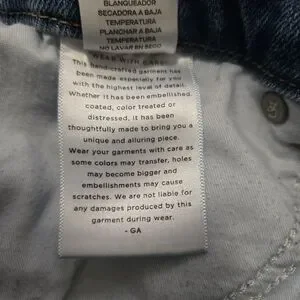 BLANQUEADOR
SECADORA A BAJA
TEMPERATURA
PLANCHAR A BAJA
TEMPERATURA
NO LAVAR EN SECO
WEAR WITH CARE:
This handcrafted garment has
been made especially for you
with the highest level of detail.
Whether it has been embellished,
coated, color treated or
distressed, it has been
thoughtfully made to bring you a
unique and alluring piece.
Wear your garments with care as
some colors may transfer, holes
may become bigger and
embellishments may cause
scratches. We are not liable for
any damages produced by this
garment during wear.
- GA